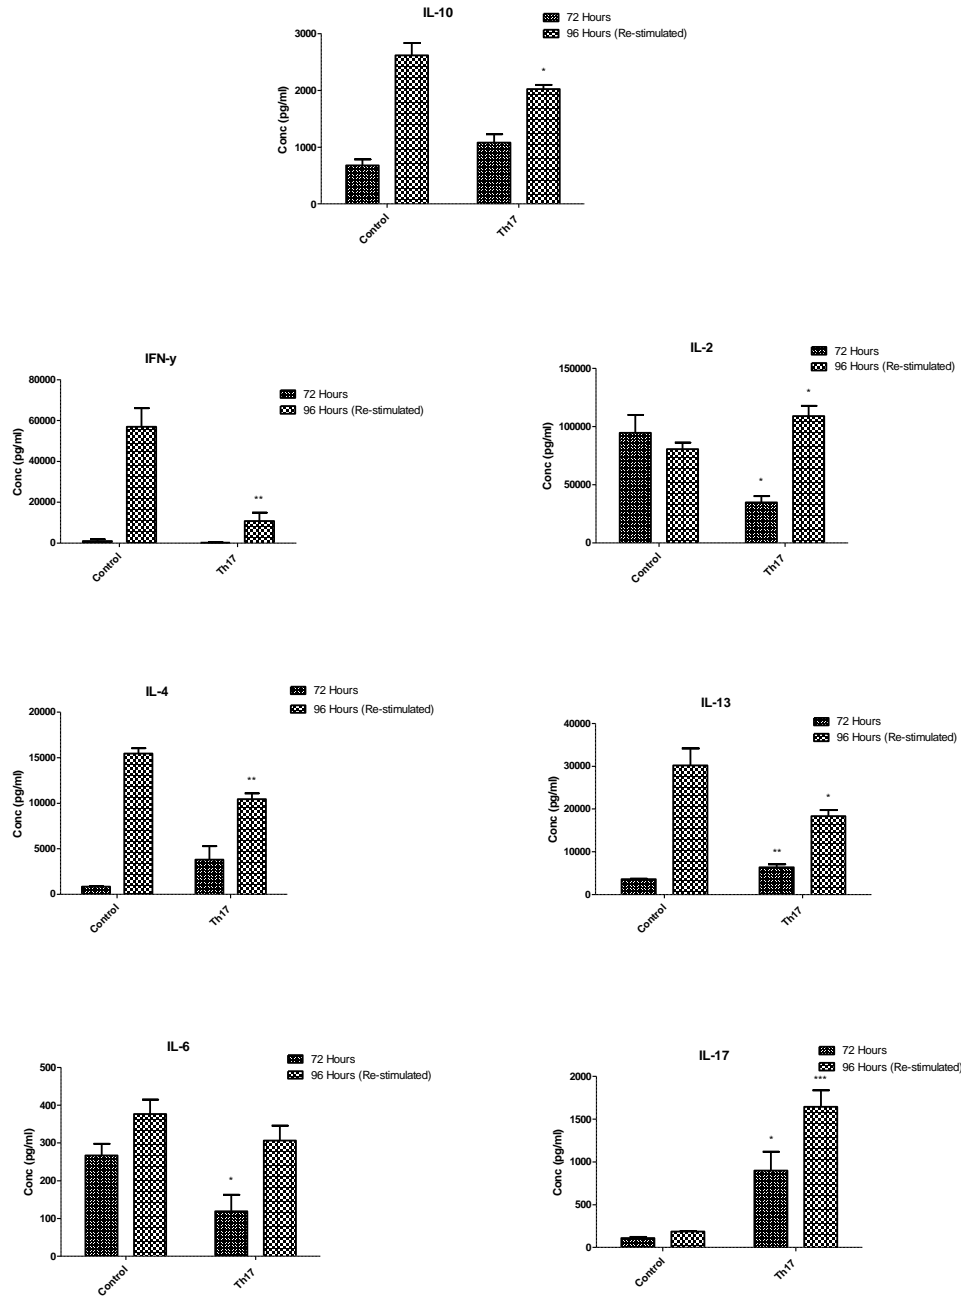 IL-10
72 Hours
96 Hours (Re-stimulated)
3000
2000
1000
0
Conc (pg/ml)
*
Control
Th17
IFN-y
72 Hours
96 Hours (Re-stimulated)
80000
60000
40000
20000
0
Conc (pg/ml)
**
Control
Th17
IL-2
72 Hours
96 Hours (Re-stimulated)
150000
100000
50000
0
Conc (pg/ml)
*
*
Control
Th17
IL-4
72 Hours
96 Hours (Re-stimulated)
20000
15000
10000
5000
0
Conc (pg/ml)
**
Control
Th17
IL-13
72 Hours
96 Hours (Re-stimulated)
40000
30000
20000
10000
0
Conc (pg/ml)
*
**
Control
Th17
IL-6
72 Hours
96 Hours (Re-stimulated)
500
400
300
200
100
0
Conc (pg/ml)
*
Control
Th17
IL-17
72 Hours
96 Hours (Re-stimulated)
2000
1500
1000
500
0
Conc (pg/ml)
***
*
Control
Th17